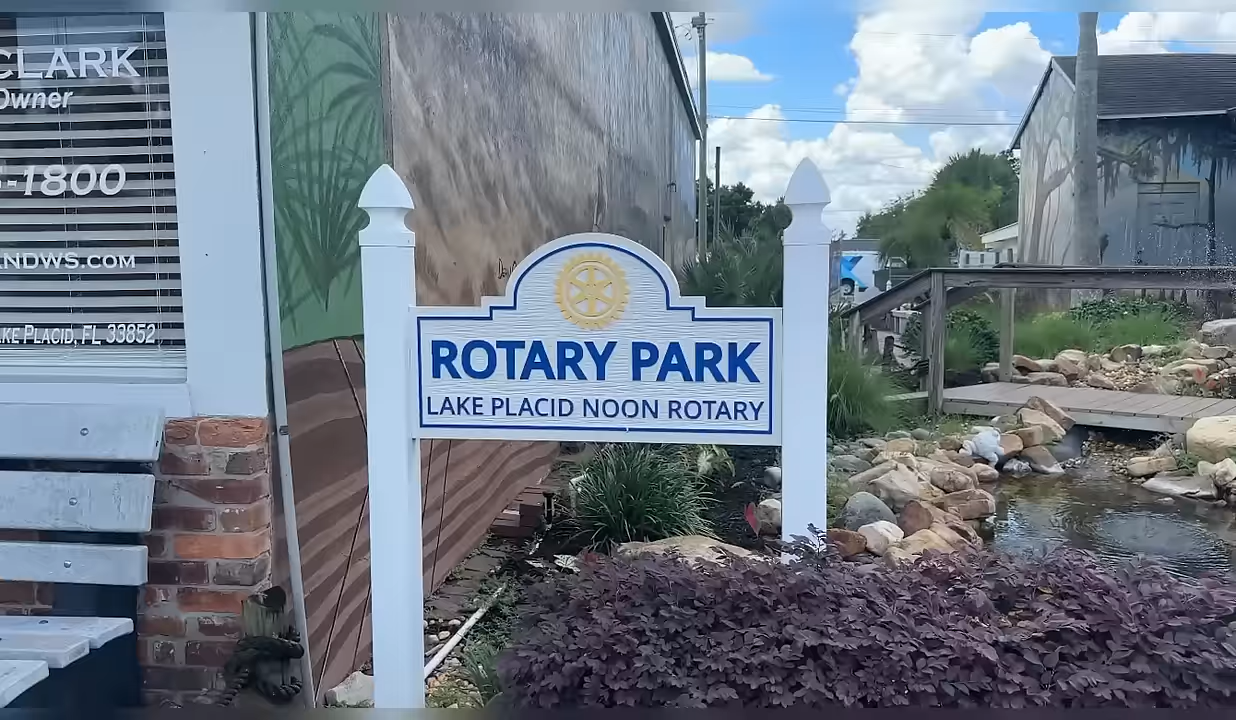 CLARK
Owner
-1800
NDWS.COM
LAKE PLACID, FL 33852
ROTARY PARK
LAKE PLACID NOON ROTARY